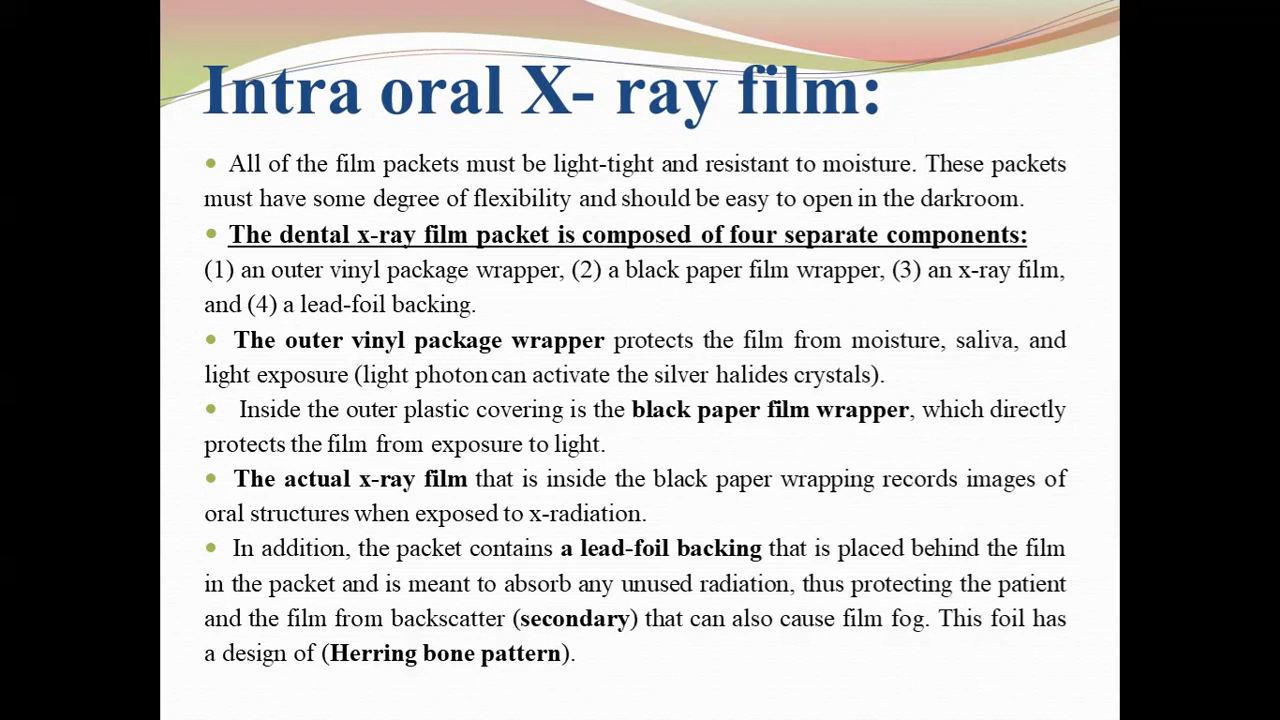 Intra oral X- ray film:
• All of the film packets must be light-tight and resistant to moisture. These packets
must have some degree of flexibility and should be easy to open in the darkroom.
• The dental x-ray film packet is composed of four separate components:
(1) an outer vinyl package wrapper, (2) a black paper film wrapper, (3) an x-ray film,
and (4) a lead-foil backing.
• The outer vinyl package wrapper protects the film from moisture, saliva, and
light exposure (light photon can activate the silver halides crystals).
• Inside the outer plastic covering is the black paper film wrapper, which directly
protects the film from exposure to light.
• The actual x-ray film that is inside the black paper wrapping records images of
oral structures when exposed to x-radiation.
• In addition, the packet contains a lead-foil backing that is placed behind the film
in the packet and is meant to absorb any unused radiation, thus protecting the patient
and the film from backscatter (secondary) that can also cause film fog. This foil has
a design of (Herring bone pattern).